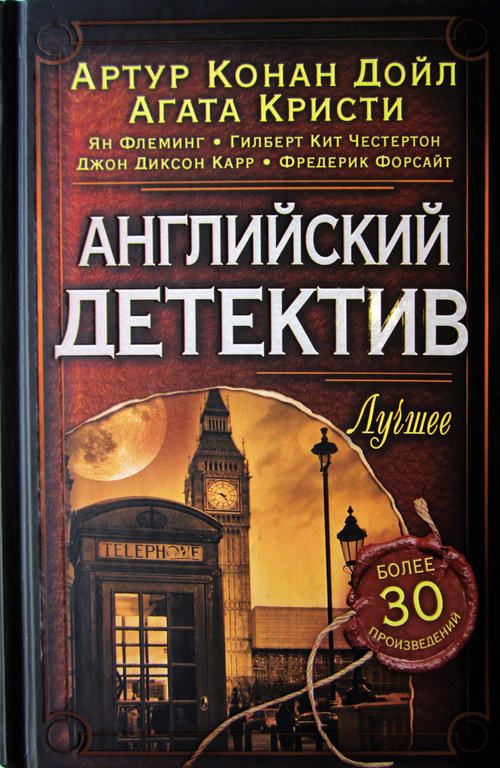 АРТУР КОНАН ДОЙЛ
АГАТА КРИСТИ
ЯН ФЛЕМИНГ • ГИЛБЕРТ КИТ ЧЕСТЕРТОН
ДЖОН ДИКСОН КАРР • ФРЕДЕРИК ФОРСАЙТ
АНГЛИЙСКИЙ
ДЕТЕКТИВ
Лучшее
TELEPHONE
БОЛЕЕ
30
ПРОИЗВЕДЕНИЙ